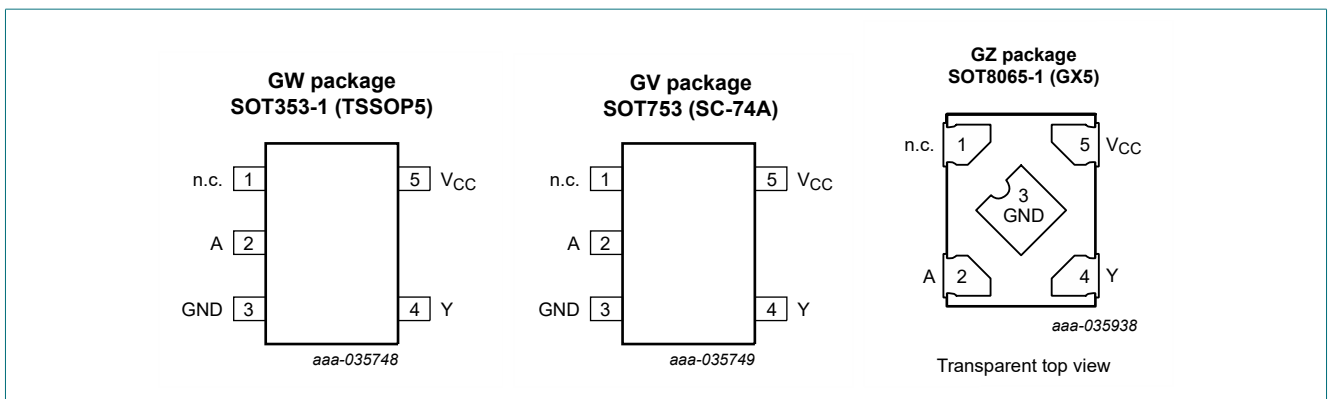 GW package
SOT353-1 (TSSOP5)
n.c. 1
5 VCC
A 2
GND 3
4 Y
aaa-035748
GV package
SOT753 (SC-74A)
n.c. 1
5 VCC
A 2
GND 3
4 Y
aaa-035749
GZ package
SOT8065-1 (GX5)
n.c. 1
5 VCC
3
GND
A 2
4 Y
aaa-035938
Transparent top view